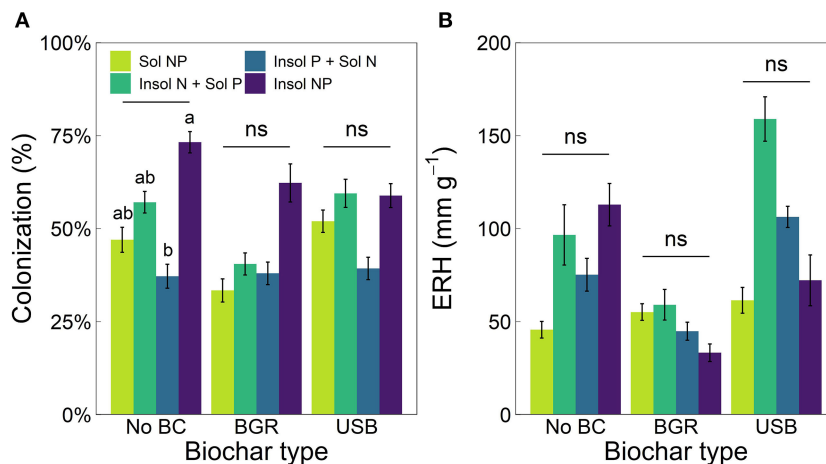 A
B
Colonization (%)
100%
75%
50%
25%
0%
Sol NP
Insol N + Sol P
Insol P + Sol N
Insol NP
ab
ab
b
a
ns
ns
No BC
BGR
USB
Biochar type
ERH (mm g⁻¹)
200
150
100
50
0
ns
ns
ns
No BC
BGR
USB
Biochar type